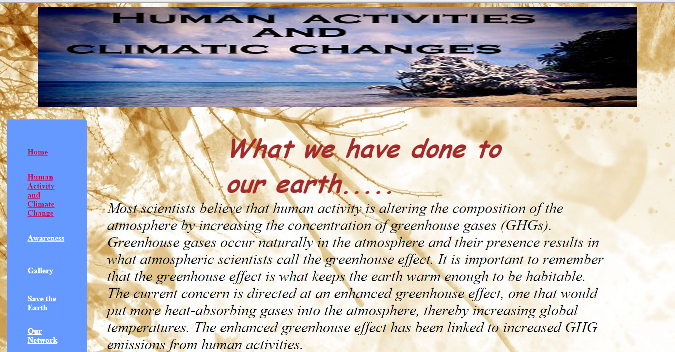 Human activities
and
climatic changes
Home
Human
Activity
and
Climate
Change
Awareness
Gallery
Save the
Earth
Our
Network
What we have done to
our earth.....
Most scientists believe that human activity is altering the composition of the
atmosphere by increasing the concentration of greenhouse gases (GHGs).
Greenhouse gases occur naturally in the atmosphere and their presence results in
what atmospheric scientists call the greenhouse effect. It is important to remember
that the greenhouse effect is what keeps the earth warm enough to be habitable.
The current concern is directed at an enhanced greenhouse effect, one that would
put more heat-absorbing gases into the atmosphere, thereby increasing global
temperatures. The enhanced greenhouse effect has been linked to increased GHG
emissions from human activities.